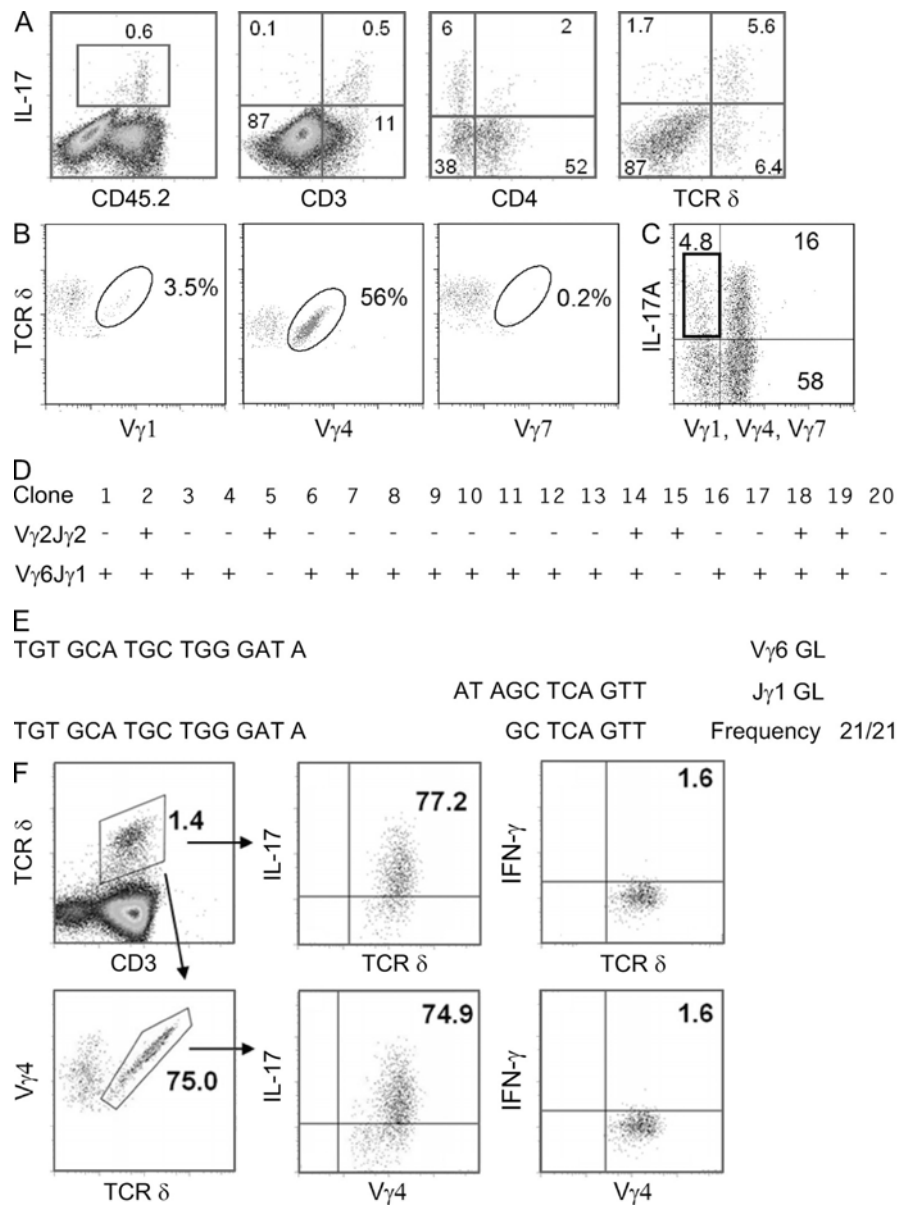 A
0.6
0.1
0.5
6
2
1.7
5.6
IL-17
87
11
38
52
87
6.4
CD45.2
CD3
CD4
TCR δ
B
C
3.5%
56%
0.2%
4.8
16
58
TCR δ
IL-17A
Vγ1
Vγ4
Vγ7
Vγ1, Vγ4, Vγ7
D
Clone 1 2 3 4 5 6 7 8 9 10 11 12 13 14 15 16 17 18 19 20
Vγ2Jγ2 - + - - + - - - - - - - - + + - - + + -
Vγ6Jγ1 + + + + - + + + + + + + + + - + + + + -
E
TGT GCA TGC TGG GAT A Vγ6 GL
AT AGC TCA GTT Jγ1 GL
TGT GCA TGC TGG GAT A GC TCA GTT Frequency 21/21
F
TCR δ
1.4
CD3
IL-17
77.2
TCR δ
IFN-γ
1.6
TCR δ
Vγ4
75.0
TCR δ
IL-17
74.9
Vγ4
IFN-γ
1.6
Vγ4